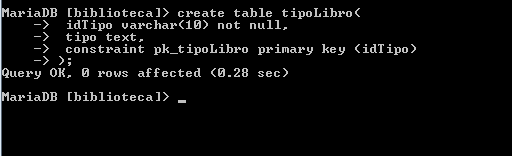 MariaDB [biblioteca]> create table tipoLibro(
    -> idTipo varchar(10) not null,
    -> tipo text,
    -> constraint pk_tipoLibro primary key (idTipo)
    -> );
Query OK, 0 rows affected (0.28 sec)
MariaDB [biblioteca]> _